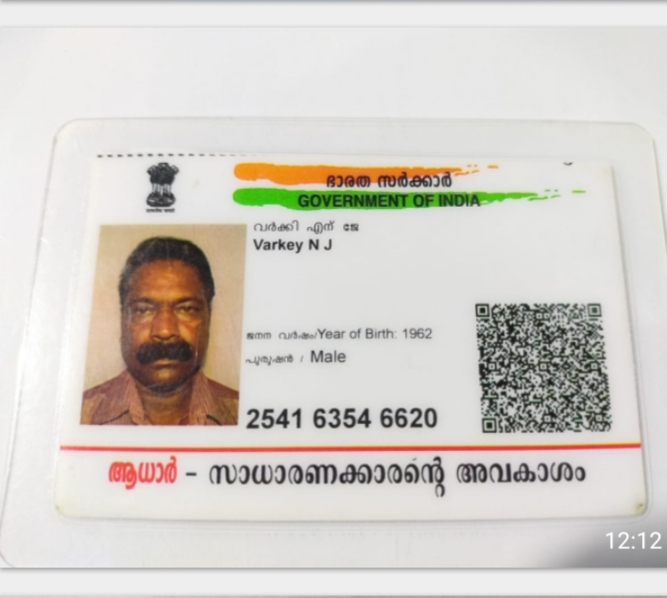 ഭാരത സർക്കാർ
GOVERNMENT OF INDIA
വർക്കി എന് ജേ
Varkey N J
ജനന വർഷം/Year of Birth: 1962
പുരുഷൻ / Male
2541 6354 6620
ആധാർ – സാധാരണക്കാരന്റെ അവകാശം
12:12